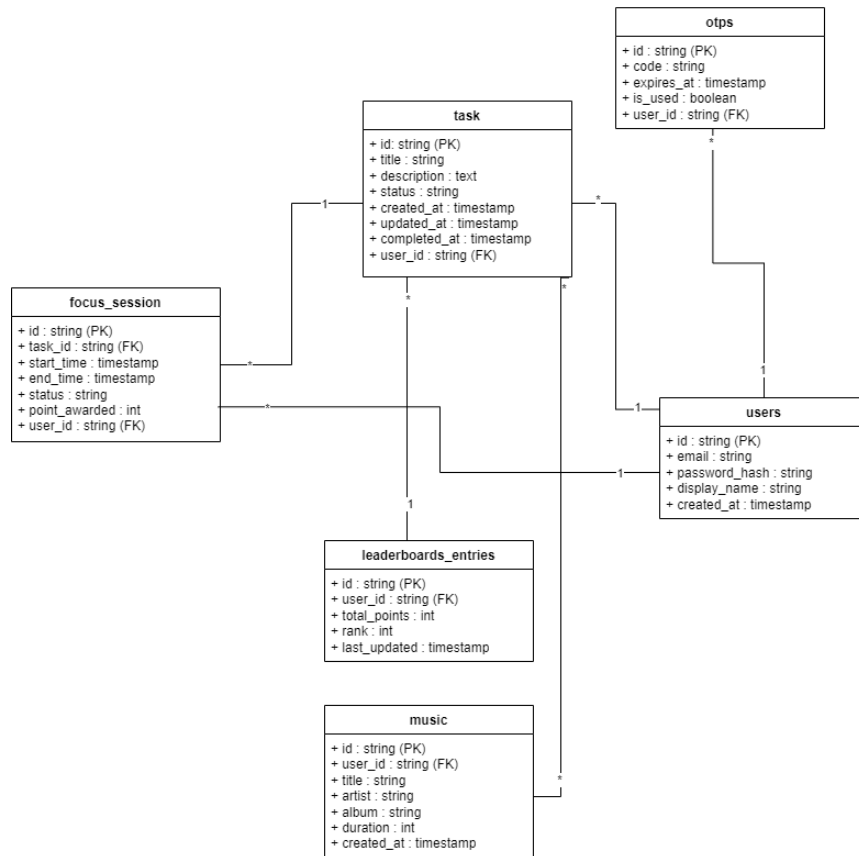 otps
+ id : string (PK)
+ code : string
+ expires_at : timestamp
+ is_used : boolean
+ user_id : string (FK)
*
task
+ id: string (PK)
+ title : string
+ description : text
+ status : string
+ created_at : timestamp
+ updated_at : timestamp
+ completed_at : timestamp
+ user_id : string (FK)
1
*
*
*
focus_session
+ id : string (PK)
+ task_id : string (FK)
+ start_time : timestamp
+ end_time : timestamp
+ status : string
+ point_awarded : int
+ user_id : string (FK)
*
*
1
1
1
users
+ id : string (PK)
+ email : string
+ password_hash : string
+ display_name : string
+ created_at : timestamp
1
leaderboards_entries
+ id : string (PK)
+ user_id : string (FK)
+ total_points : int
+ rank : int
+ last_updated : timestamp
music
+ id : string (PK)
+ user_id : string (FK)
+ title : string
+ artist : string
+ album : string
+ duration : int
+ created_at : timestamp
*